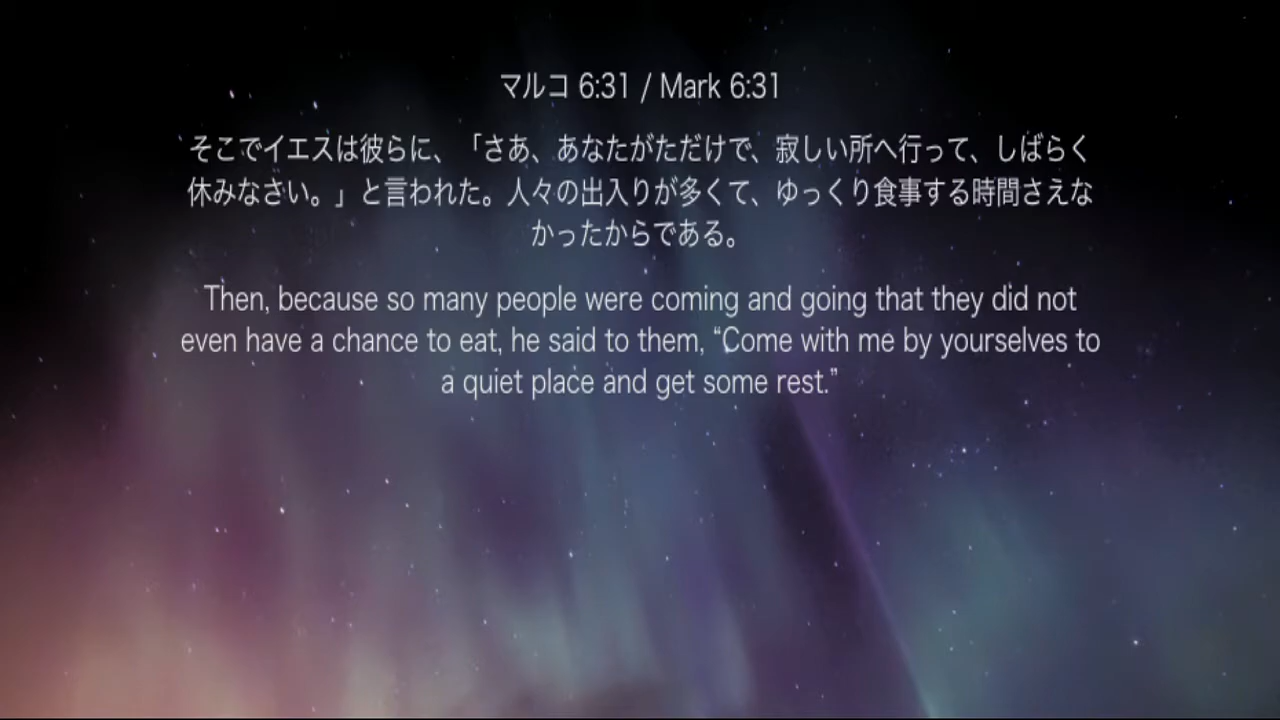 マルコ 6:31 / Mark 6:31
そこでイエスは彼らに、「さあ、あなたがただけで、寂しい所へ行って、しばらく
休みなさい。」と言われた。人々の出入りが多くて、ゆっくり食事する時間さえな
かったからである。
Then, because so many people were coming and going that they did not
even have a chance to eat, he said to them, “Come with me by yourselves to
a quiet place and get some rest.”